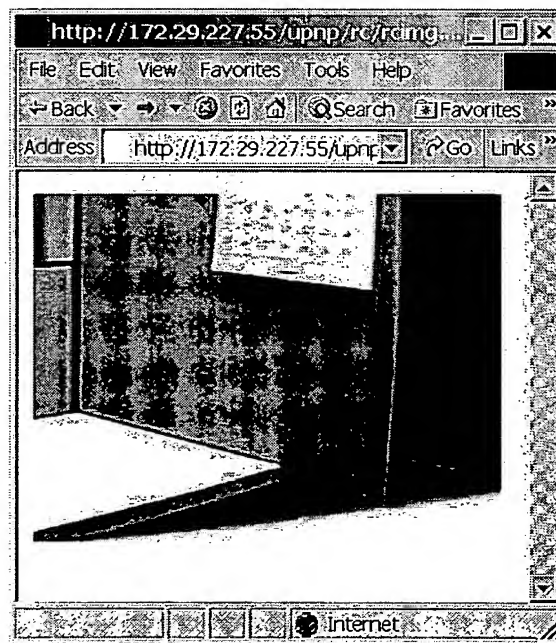 http://172.29.227.55/upnp/rc/rcimg....
File Edit View Favorites Tools Help
Back Search Favorites »
Address http://172.29.227.55/upnp Go Links »
Internet